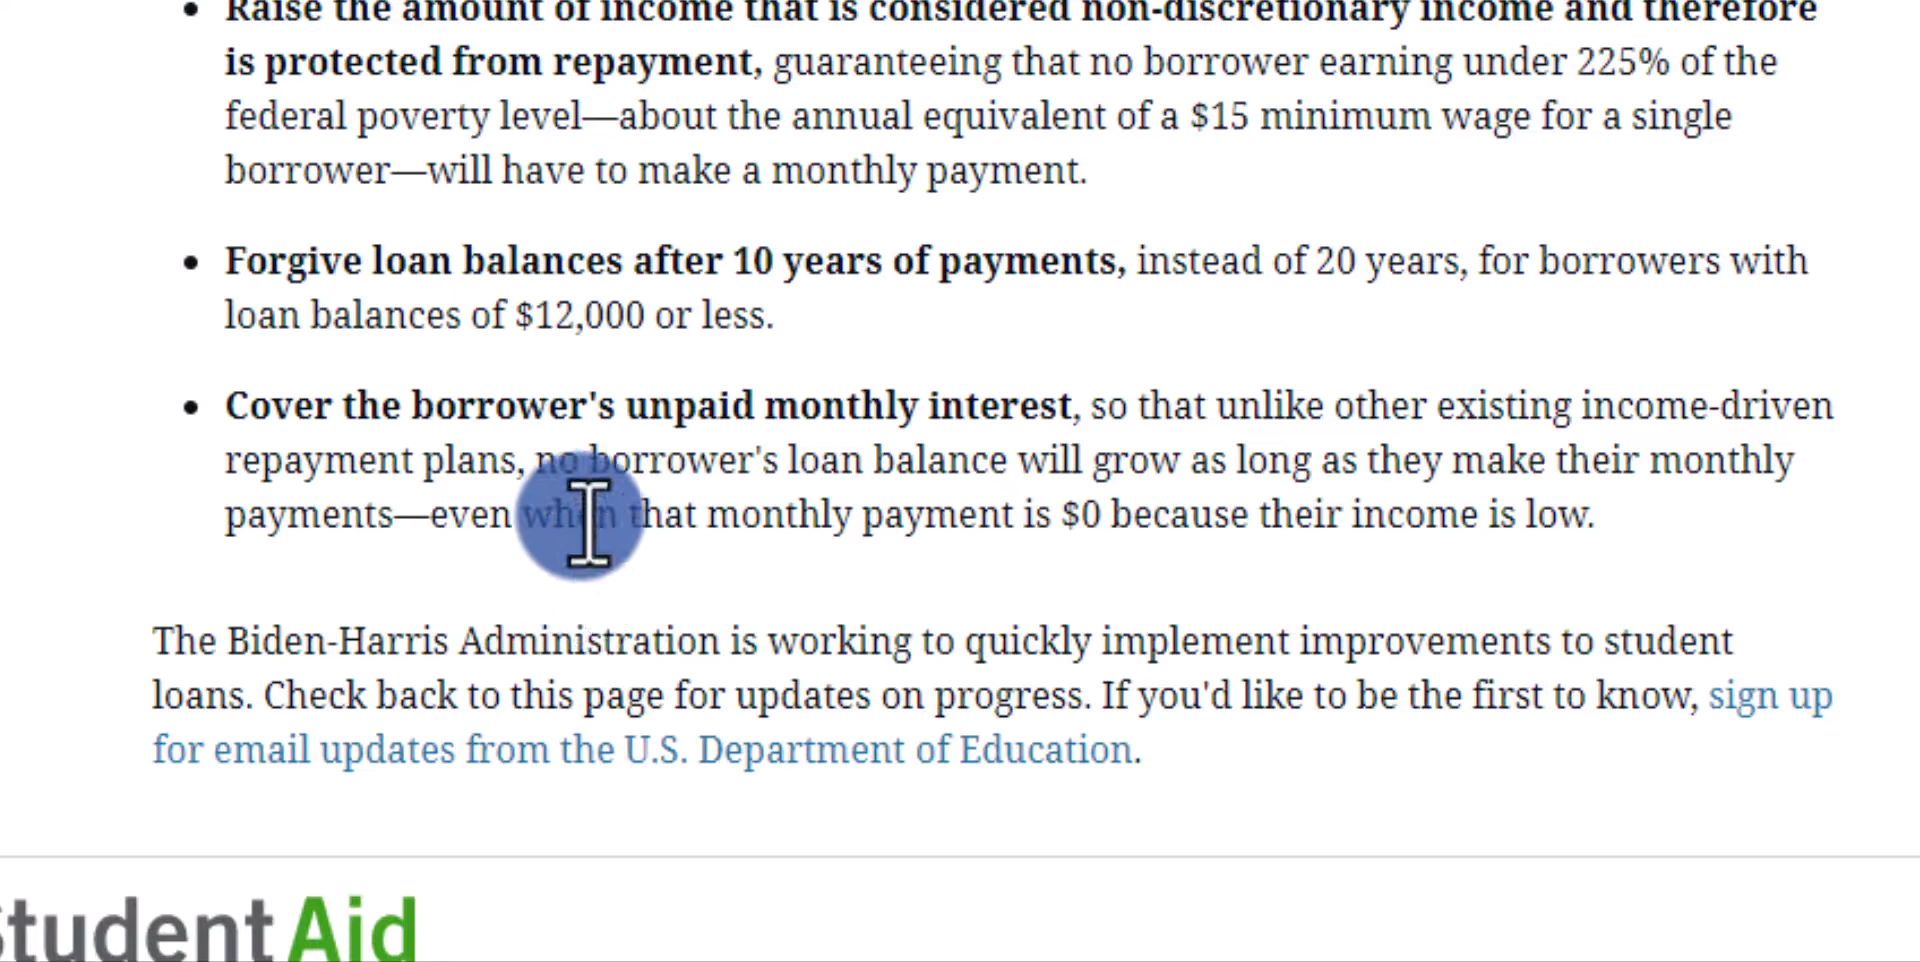 Raise the amount of income that is considered non-discretionary income and therefore
is protected from repayment, guaranteeing that no borrower earning under 225% of the
federal poverty level—about the annual equivalent of a $15 minimum wage for a single
borrower—will have to make a monthly payment.
Forgive loan balances after 10 years of payments, instead of 20 years, for borrowers with
loan balances of $12,000 or less.
Cover the borrower's unpaid monthly interest, so that unlike other existing income-driven
repayment plans, no borrower's loan balance will grow as long as they make their monthly
payments—even when that monthly payment is $0 because their income is low.
The Biden-Harris Administration is working to quickly implement improvements to student
loans. Check back to this page for updates on progress. If you'd like to be the first to know, sign up
for email updates from the U.S. Department of Education.
StudentAid